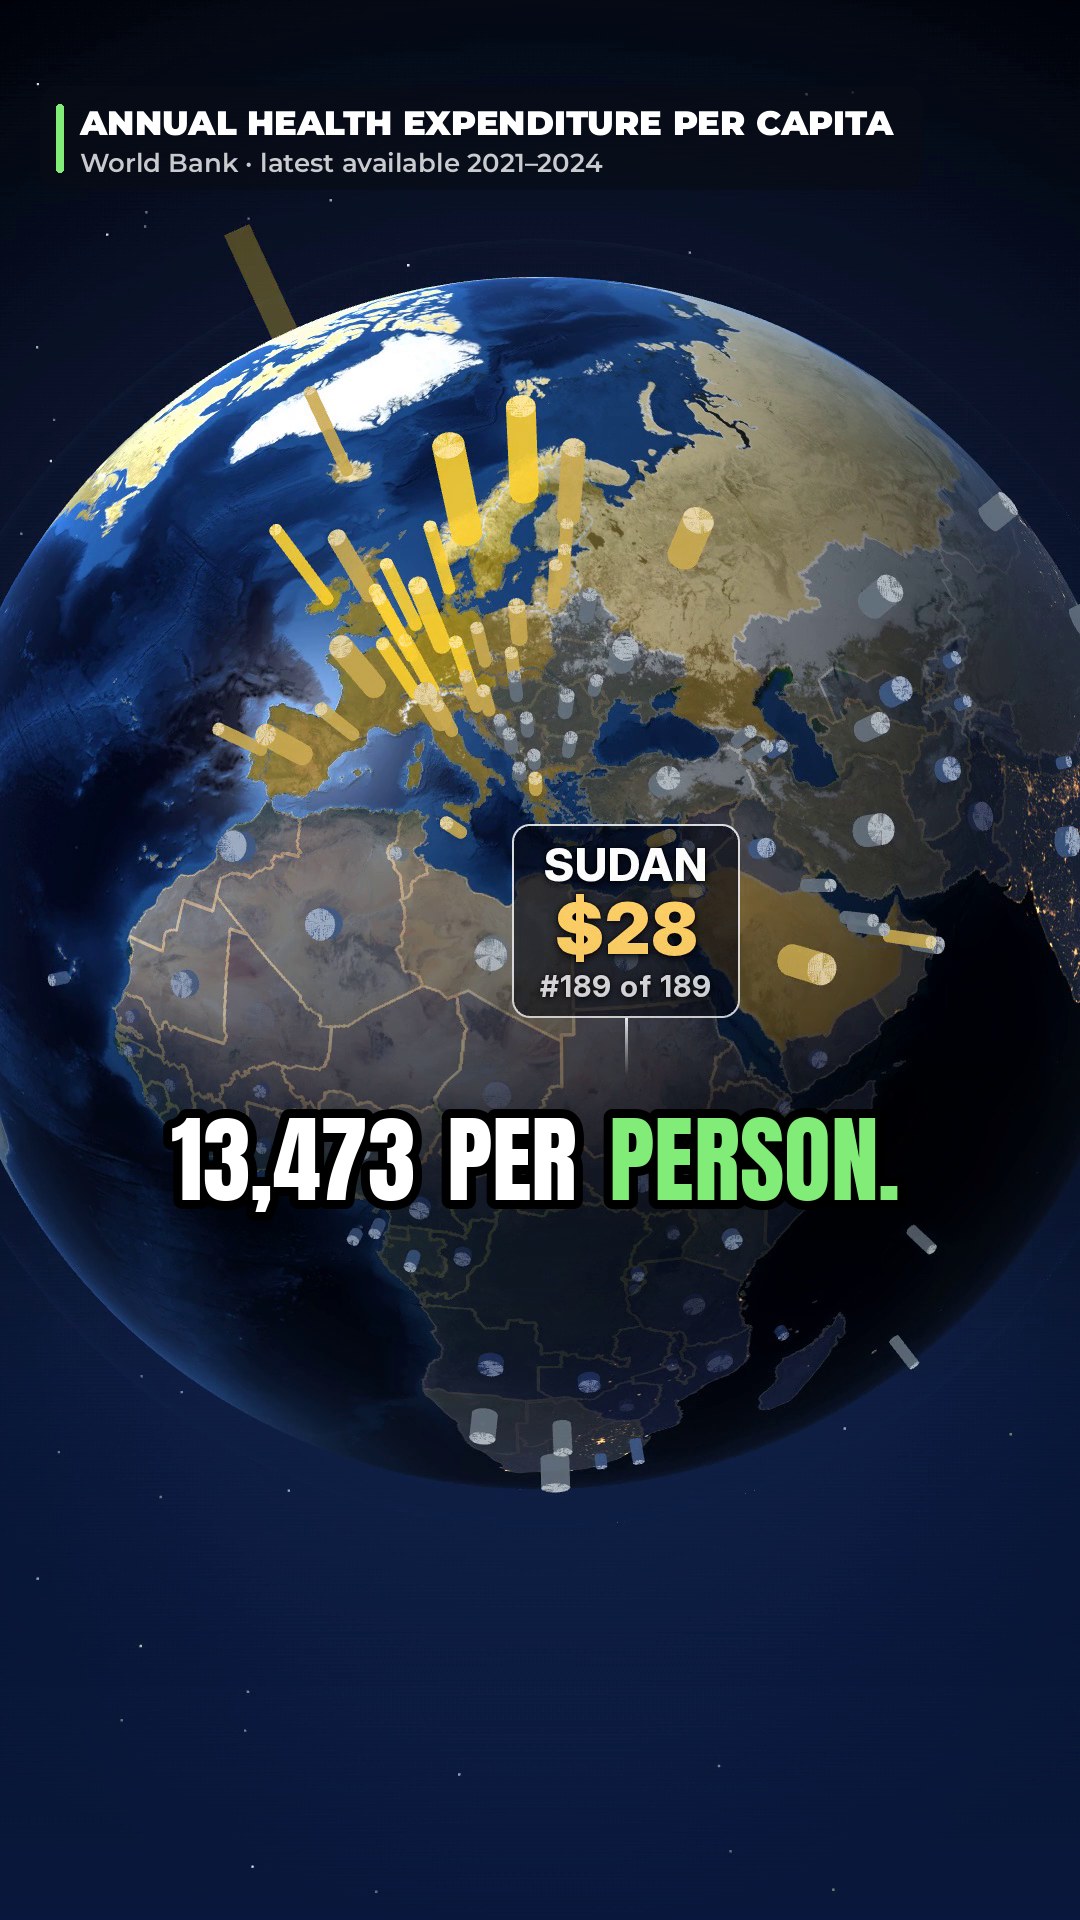 ANNUAL HEALTH EXPENDITURE PER CAPITA
World Bank · latest available 2021–2024
SUDAN
$28
#189 of 189
13,473 PER PERSON.